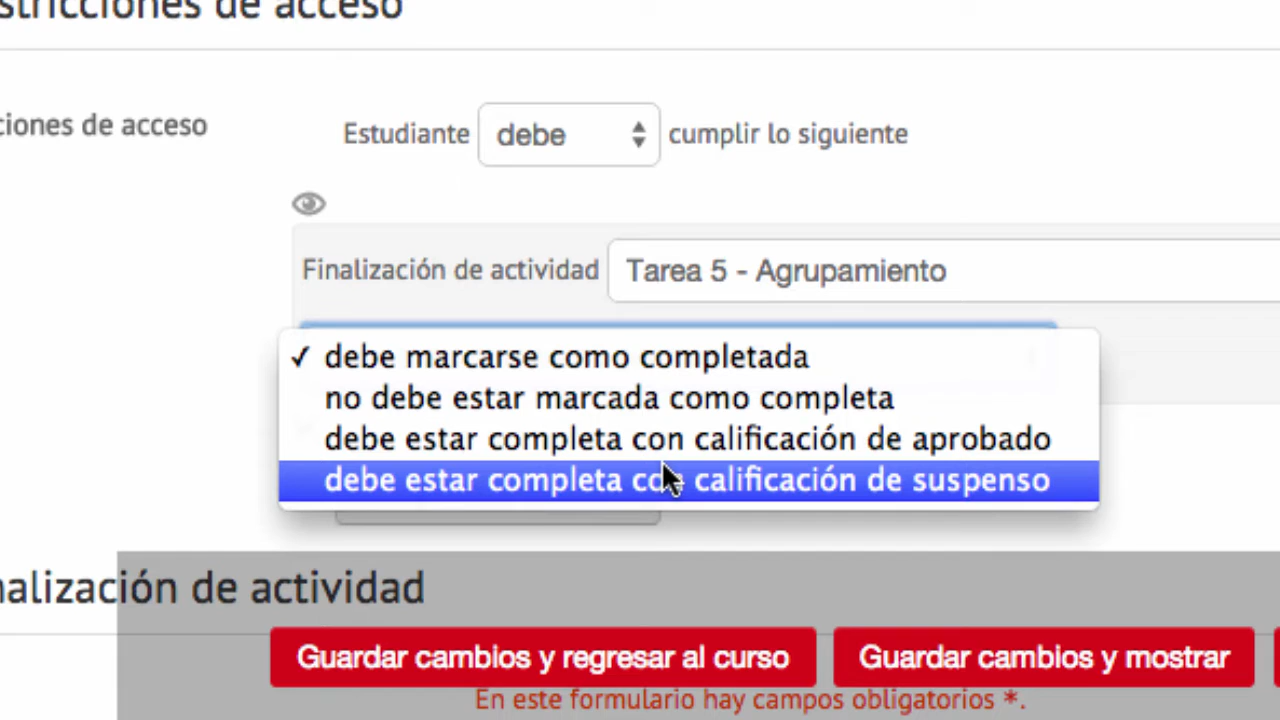 stricciones de acceso
ciones de acceso
Estudiante debe cumplir lo siguiente
Finalización de actividad Tarea 5 - Agrupamiento
✓ debe marcarse como completada
no debe estar marcada como completa
debe estar completa con calificación de aprobado
debe estar completa con calificación de suspenso
nalización de actividad
Guardar cambios y regresar al curso Guardar cambios y mostrar
En este formulario hay campos obligatorios *.